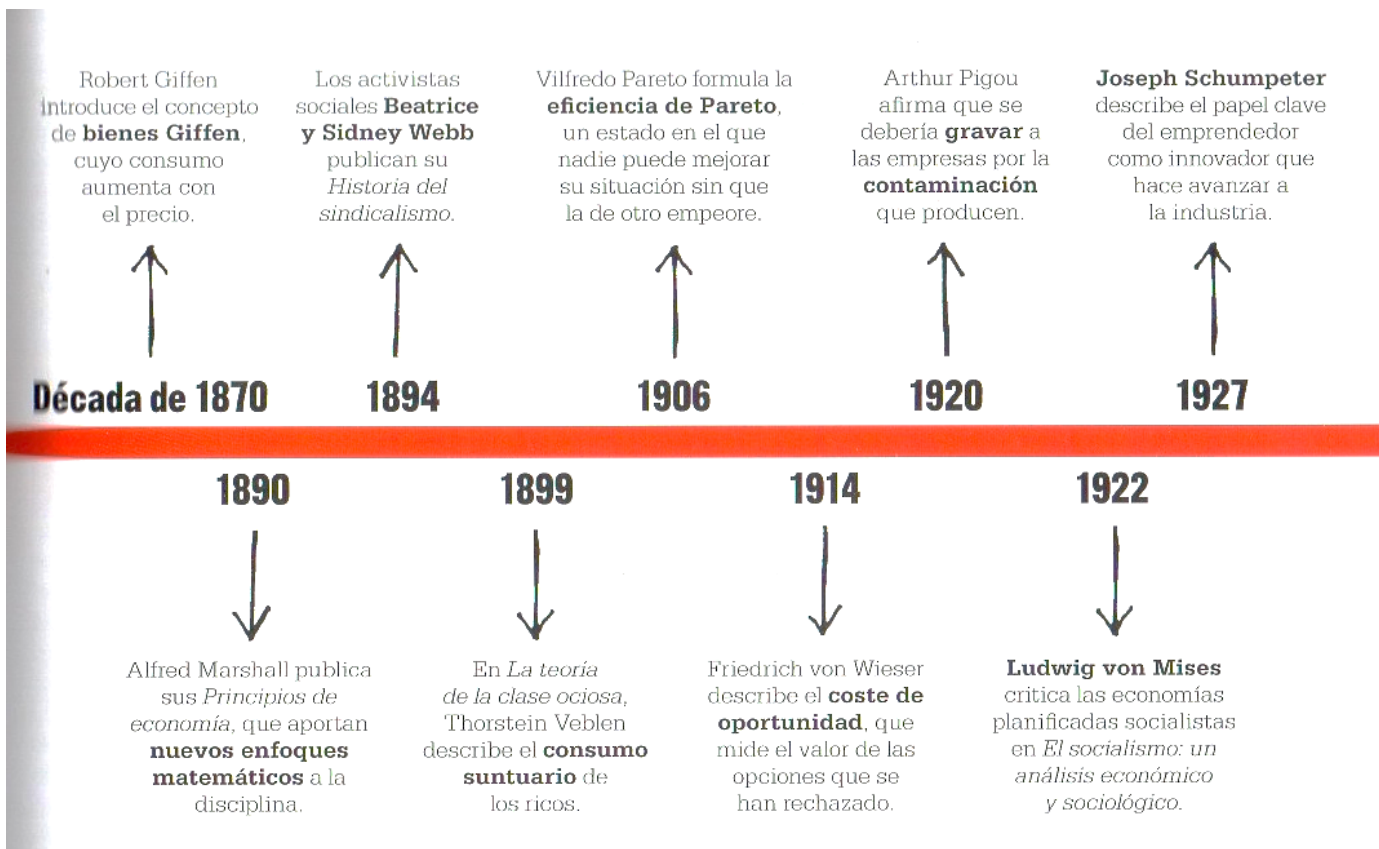 Robert Giffen
introduce el concepto
de bienes Giffen,
cuyo consumo
aumenta con
el precio.
Los activistas
sociales Beatrice
y Sidney Webb
publican su
Historia del
sindicalismo.
Vilfredo Pareto formula la
eficiencia de Pareto,
un estado en el que
nadie puede mejorar
su situación sin que
la de otro empeore.
Arthur Pigou
afirma que se
debería gravar a
las empresas por la
contaminación
que producen.
Joseph Schumpeter
describe el papel clave
del emprendedor
como innovador que
hace avanzar a
la industria.
Década de 1870
1894
1906
1920
1927
1890
1899
1914
1922
Alfred Marshall publica
sus Principios de
economía, que aportan
nuevos enfoques
matemáticos a la
disciplina.
En La teoría
de la clase ociosa,
Thorstein Veblen
describe el consumo
suntuario de
los ricos.
Friedrich von Wieser
describe el coste de
oportunidad, que
mide el valor de las
opciones que se
han rechazado.
Ludwig von Mises
critica las economías
planificadas socialistas
en El socialismo: un
análisis económico
y sociológico.